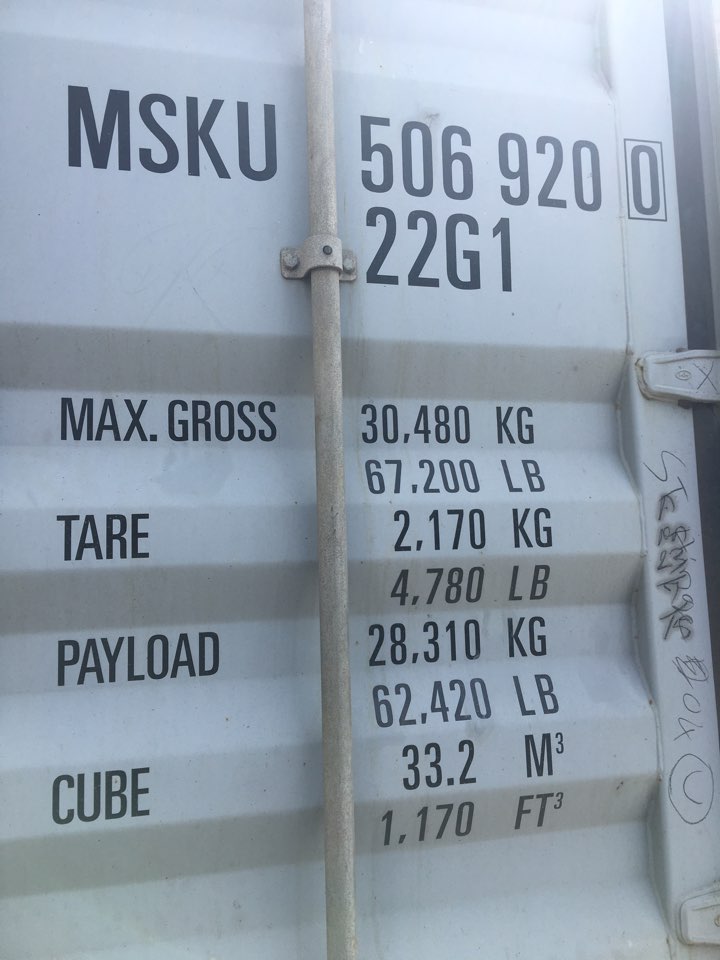 MSKU 506 920 0
22G1
MAX. GROSS 30,480 KG
67,200 LB
TARE 2,170 KG
4,780 LB
PAYLOAD 28,310 KG
62,420 LB
CUBE 33.2 M³
1,170 FT³